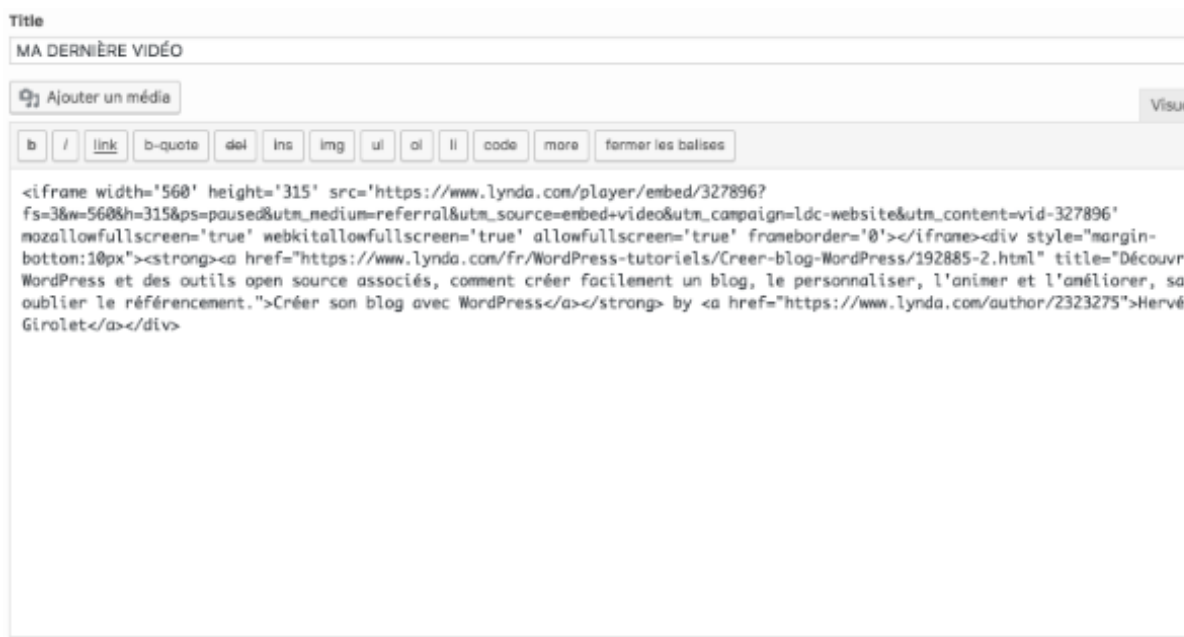 Title
MA DERNIÈRE VIDÉO
Ajouter un média
Visu
b i link b-quote del ins img ul ol li code more fermer les balises
<iframe width='560' height='315' src='https://www.lynda.com/player/embed/327896?
fs=3&w=560&h=315&ps=paused&utm_medium=referral&utm_source=embed+video&utm_campaign=ldc-website&utm_content=vid-327896'
mozallowfullscreen='true' webkitallowfullscreen='true' allowfullscreen='true' frameborder='0'></iframe><div style="margin-
bottom:10px"><strong><a href="https://www.lynda.com/fr/WordPress-tutoriels/Creer-blog-WordPress/192885-2.html" title="Découvr
WordPress et des outils open source associés, comment créer facilement un blog, le personnaliser, l'animer et l'améliorer, sa
oublier le référencement.">Créer son blog avec WordPress</a></strong> by <a href="https://www.lynda.com/author/2323275">Hervé
Girolet</a></div>